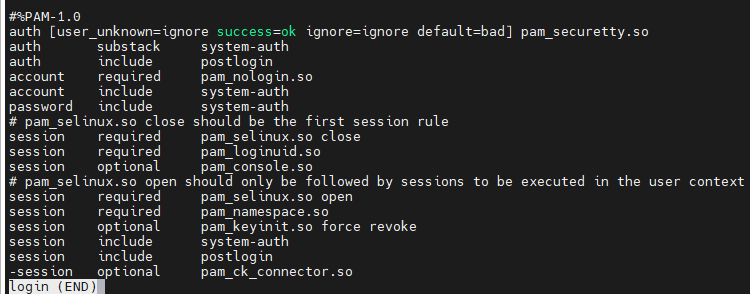 #%PAM-1.0
auth [user_unknown=ignore success=ok ignore=ignore default=bad] pam_securetty.so
auth       substack     system-auth
auth       include      postlogin
account    required     pam_nologin.so
account    include      system-auth
password   include      system-auth
# pam_selinux.so close should be the first session rule
session    required     pam_selinux.so close
session    required     pam_loginuid.so
session    optional     pam_console.so
# pam_selinux.so open should only be followed by sessions to be executed in the user context
session    required     pam_selinux.so open
session    required     pam_namespace.so
session    optional     pam_keyinit.so force revoke
session    include      system-auth
session    include      postlogin
-session   optional     pam_ck_connector.so
login (END)